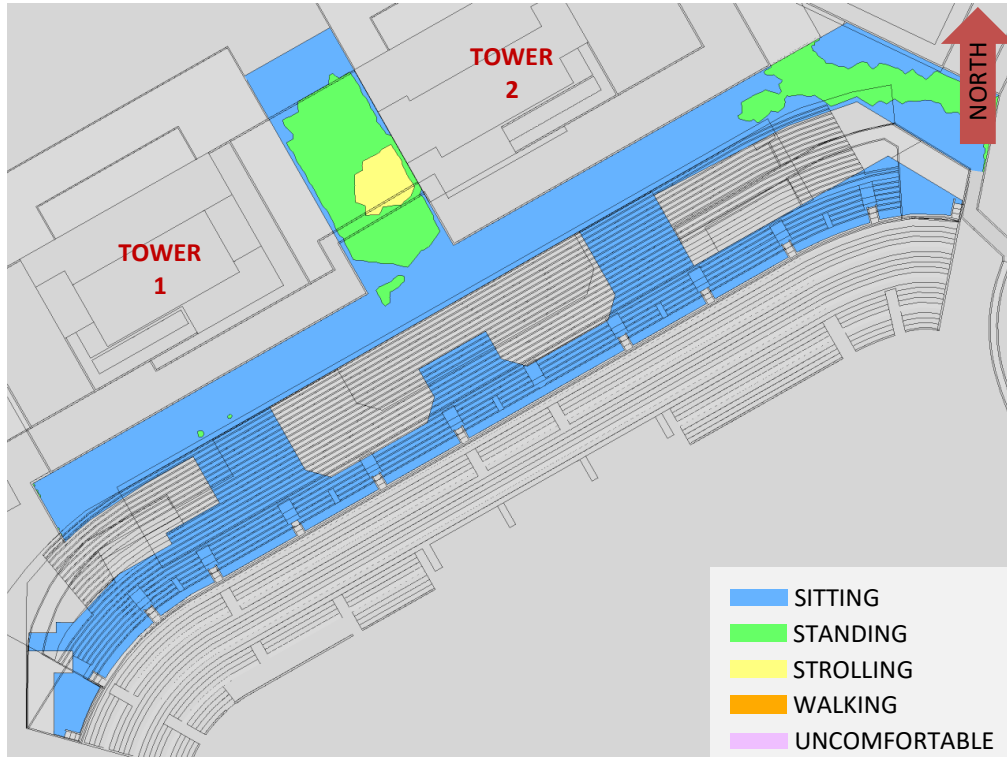 TOWER
2
NORTH
TOWER
1
SITTING
STANDING
STROLLING
WALKING
UNCOMFORTABLE